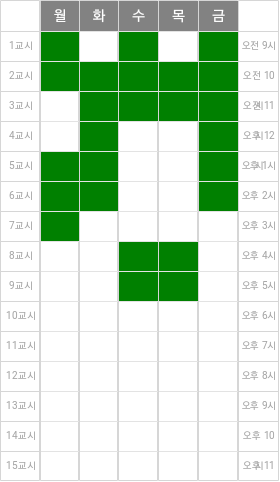 월 화 수 목 금
1교시 오전 9시
2교시 오전 10
3교시 오전 11
4교시 오후 12
5교시 오후 1시
6교시 오후 2시
7교시 오후 3시
8교시 오후 4시
9교시 오후 5시
10교시 오후 6시
11교시 오후 7시
12교시 오후 8시
13교시 오후 9시
14교시 오후 10
15교시 오후 11